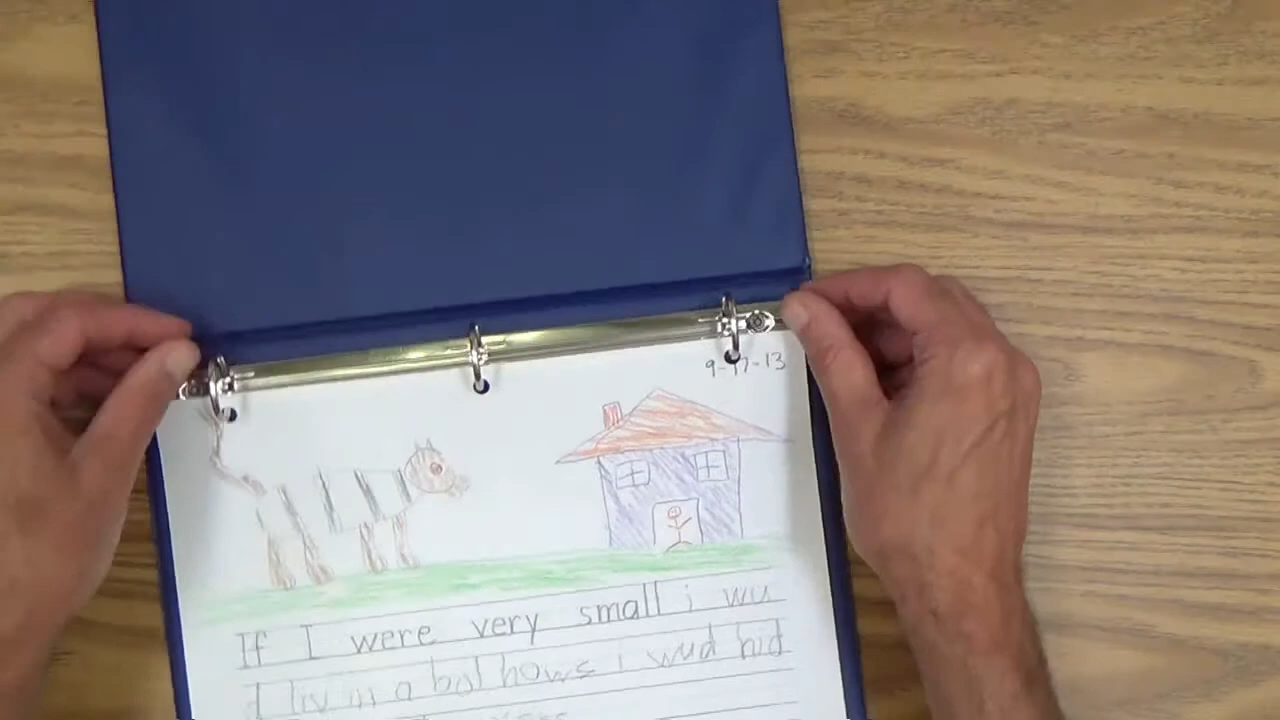 9-17-13
If I were very small i wu
d liv in a bol hows i wud hid